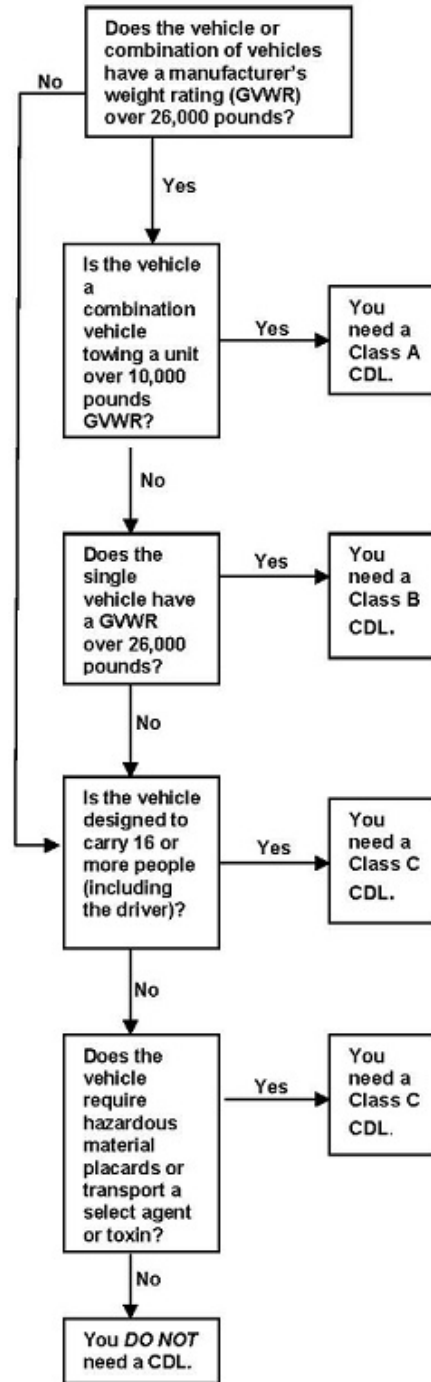 Does the vehicle or
combination of vehicles
have a manufacturer's
weight rating (GVWR)
over 26,000 pounds?
No
Yes
Is the vehicle
a
combination
vehicle
towing a unit
over 10,000
pounds
GVWR?
Yes
You
need a
Class A
CDL.
No
Does the
single
vehicle have
a GVWR
over 26,000
pounds?
Yes
You
need a
Class B
CDL.
No
Is the vehicle
designed to
carry 16 or
more people
(including
the driver)?
Yes
You
need a
Class C
CDL.
No
Does the
vehicle
require
hazardous
material
placards or
transport a
select agent
or toxin?
Yes
You
need a
Class C
CDL.
No
You DO NOT
need a CDL.